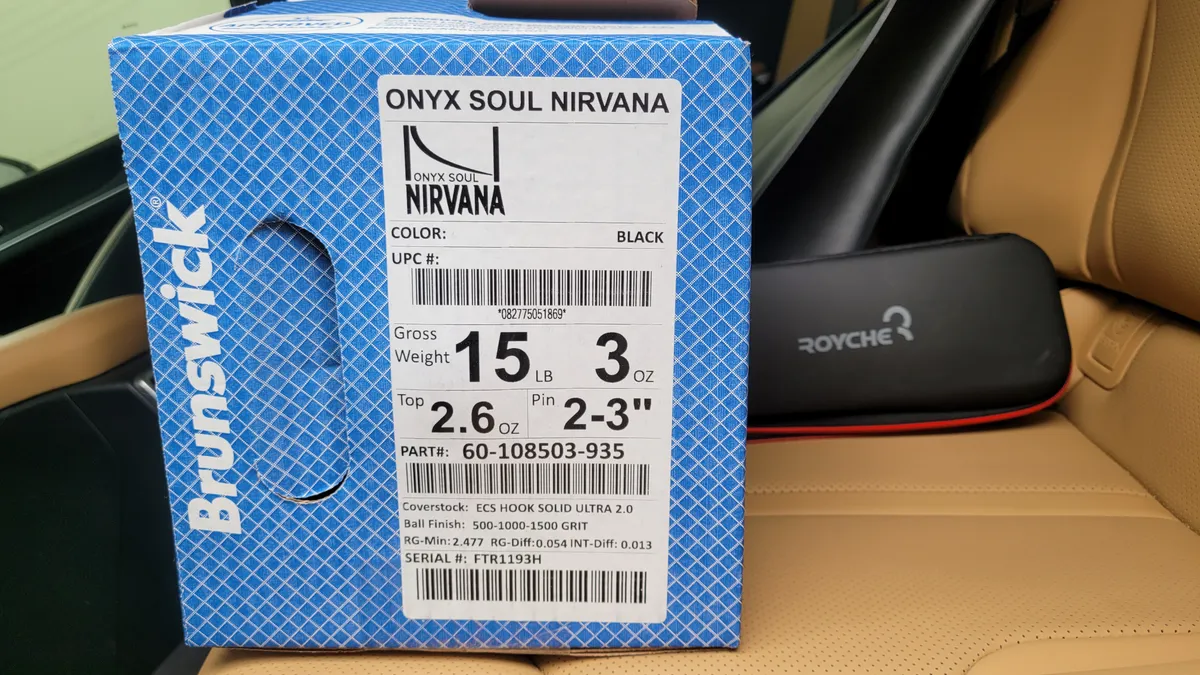 APPROVED
ONYX SOUL NIRVANA
ONYX SOUL
NIRVANA
COLOR: BLACK
UPC #:
*082775051869*
Gross Weight 15 LB 3 OZ
Top 2.6 OZ Pin 2-3"
PART#: 60-108503-935
Coverstock: ECS HOOK SOLID ULTRA 2.0
Ball Finish: 500-1000-1500 GRIT
RG-Min: 2.477 RG-Diff: 0.054 INT-Diff: 0.013
SERIAL #: FTR1193H
Brunswick®
ROYCHE